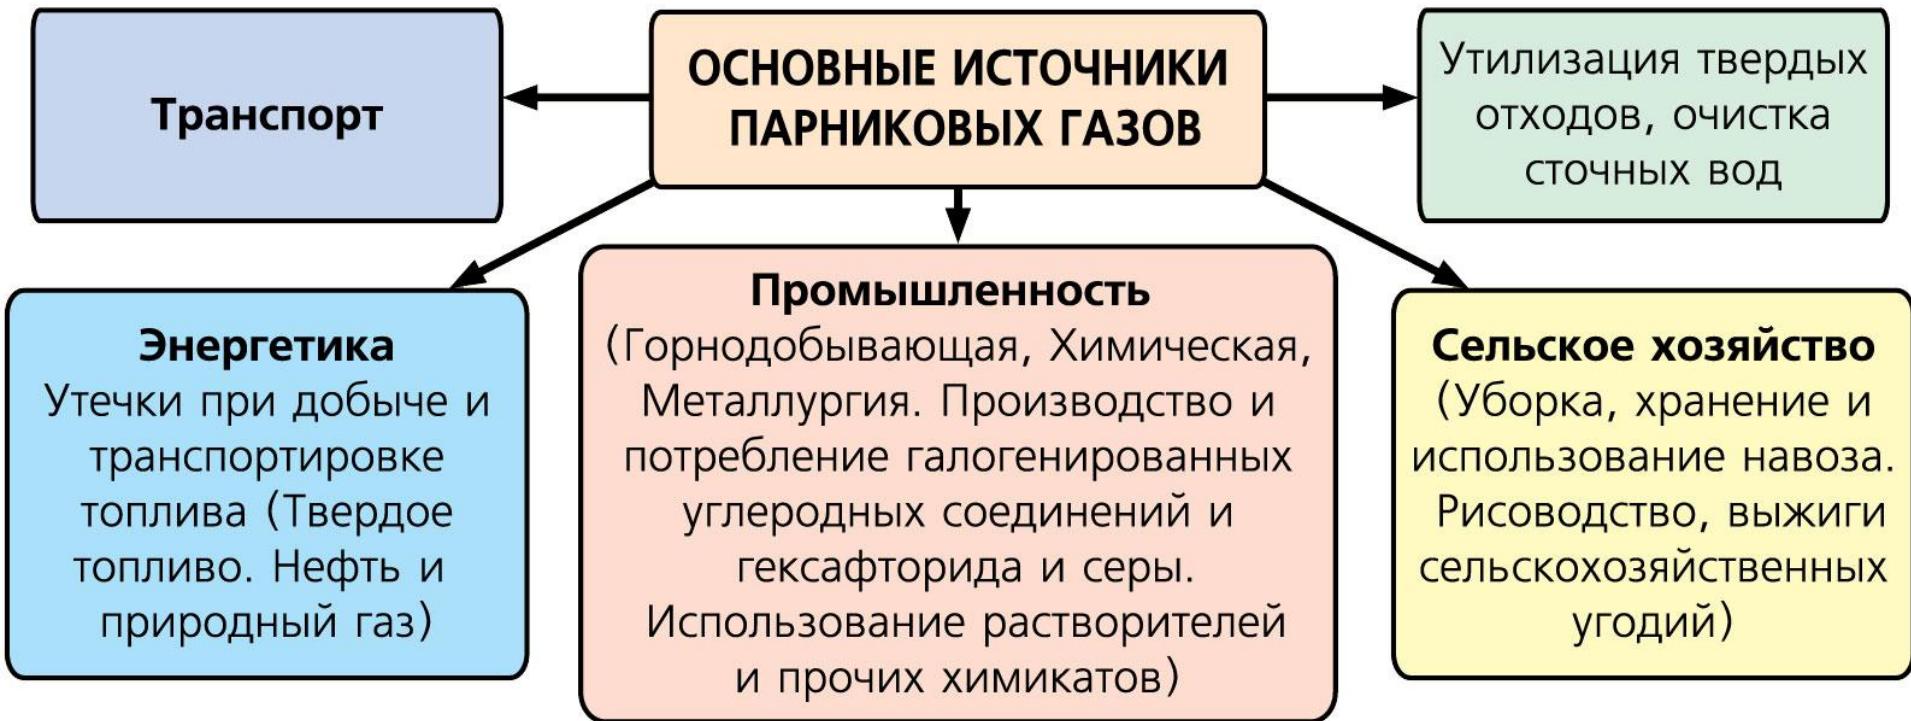 Транспорт
ОСНОВНЫЕ ИСТОЧНИКИ
ПАРНИКОВЫХ ГАЗОВ
Утилизация твердых
отходов, очистка
сточных вод
Энергетика
Утечки при добыче и
транспортировке
топлива (Твердое
топливо. Нефть и
природный газ)
Промышленность
(Горнодобывающая, Химическая,
Металлургия. Производство и
потребление галогенированных
углеродных соединений и
гексафторида и серы.
Использование растворителей
и прочих химикатов)
Сельское хозяйство
(Уборка, хранение и
использование навоза.
Рисоводство, выжиги
сельскохозяйственных
угодий)